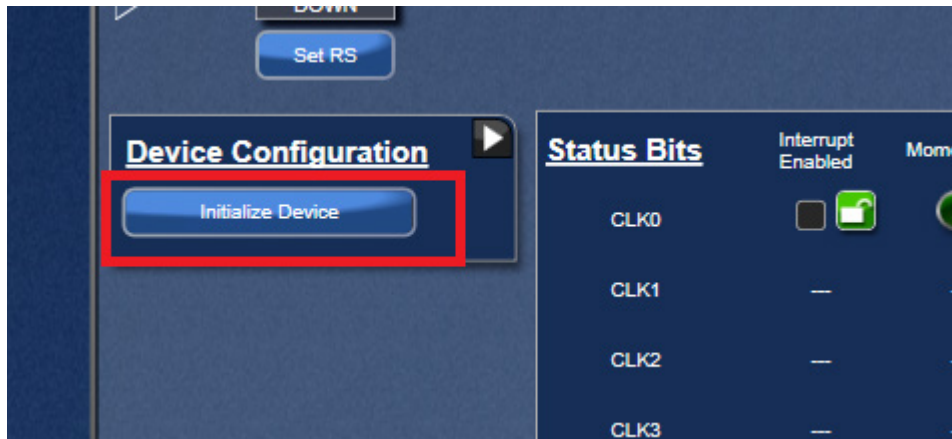 DOWN
Set RS
Device Configuration
Initialize Device
Status Bits
Interrupt
Enabled
CLK0
CLK1
---
CLK2
---
CLK3
---